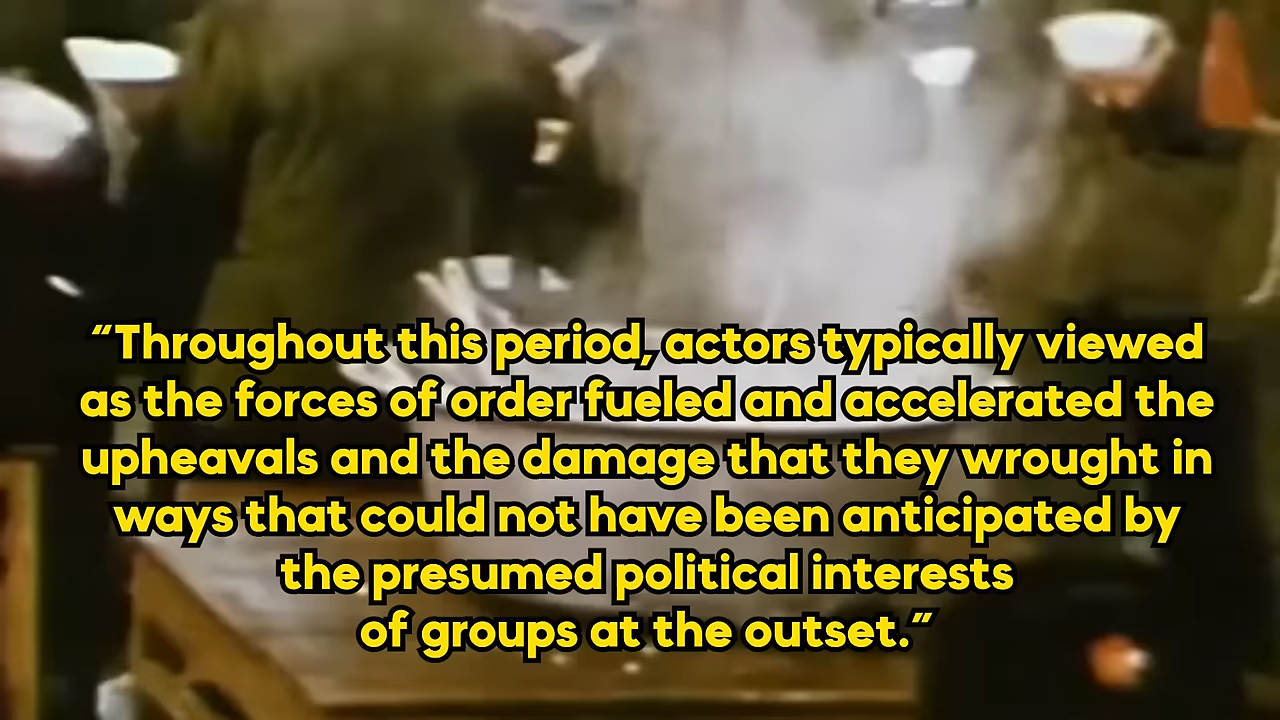 “Throughout this period, actors typically viewed
as the forces of order fueled and accelerated the
upheavals and the damage that they wrought in
ways that could not have been anticipated by
the presumed political interests
of groups at the outset.”